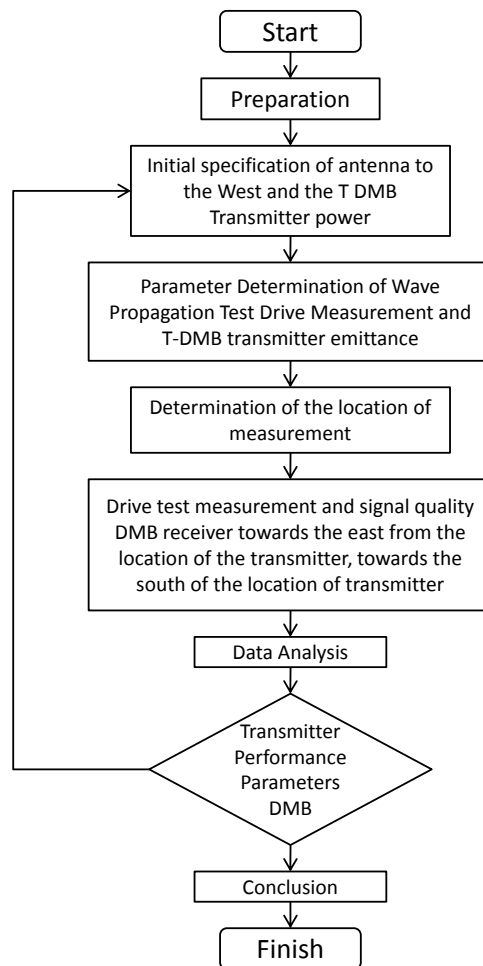 Start
Preparation
Initial specification of antenna to
the West and the T DMB
Transmitter power
Parameter Determination of Wave
Propagation Test Drive Measurement and
T-DMB transmitter emittance
Determination of the location of
measurement
Drive test measurement and signal quality
DMB receiver towards the east from the
location of the transmitter, towards the
south of the location of transmitter
Data Analysis
Transmitter
Performance
Parameters
DMB
Conclusion
Finish